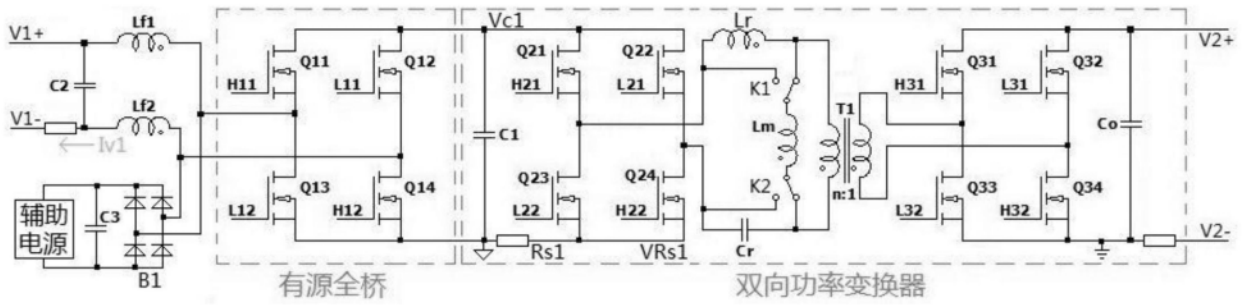 V1+
Lf1
C2
Lf2
V1-
Iv1
辅助
电源
C3
B1
Q11
H11
Q12
L11
Q13
L12
Q14
H12
有源全桥
Vc1
C1
Rs1
VRs1
Q21
H21
Q22
L21
Q23
L22
Q24
H22
Lr
K1
Lm
K2
Cr
T1
n:1
Q31
H31
Q32
L31
Q33
L32
Q34
H32
Co
V2+
V2-
双向功率变换器